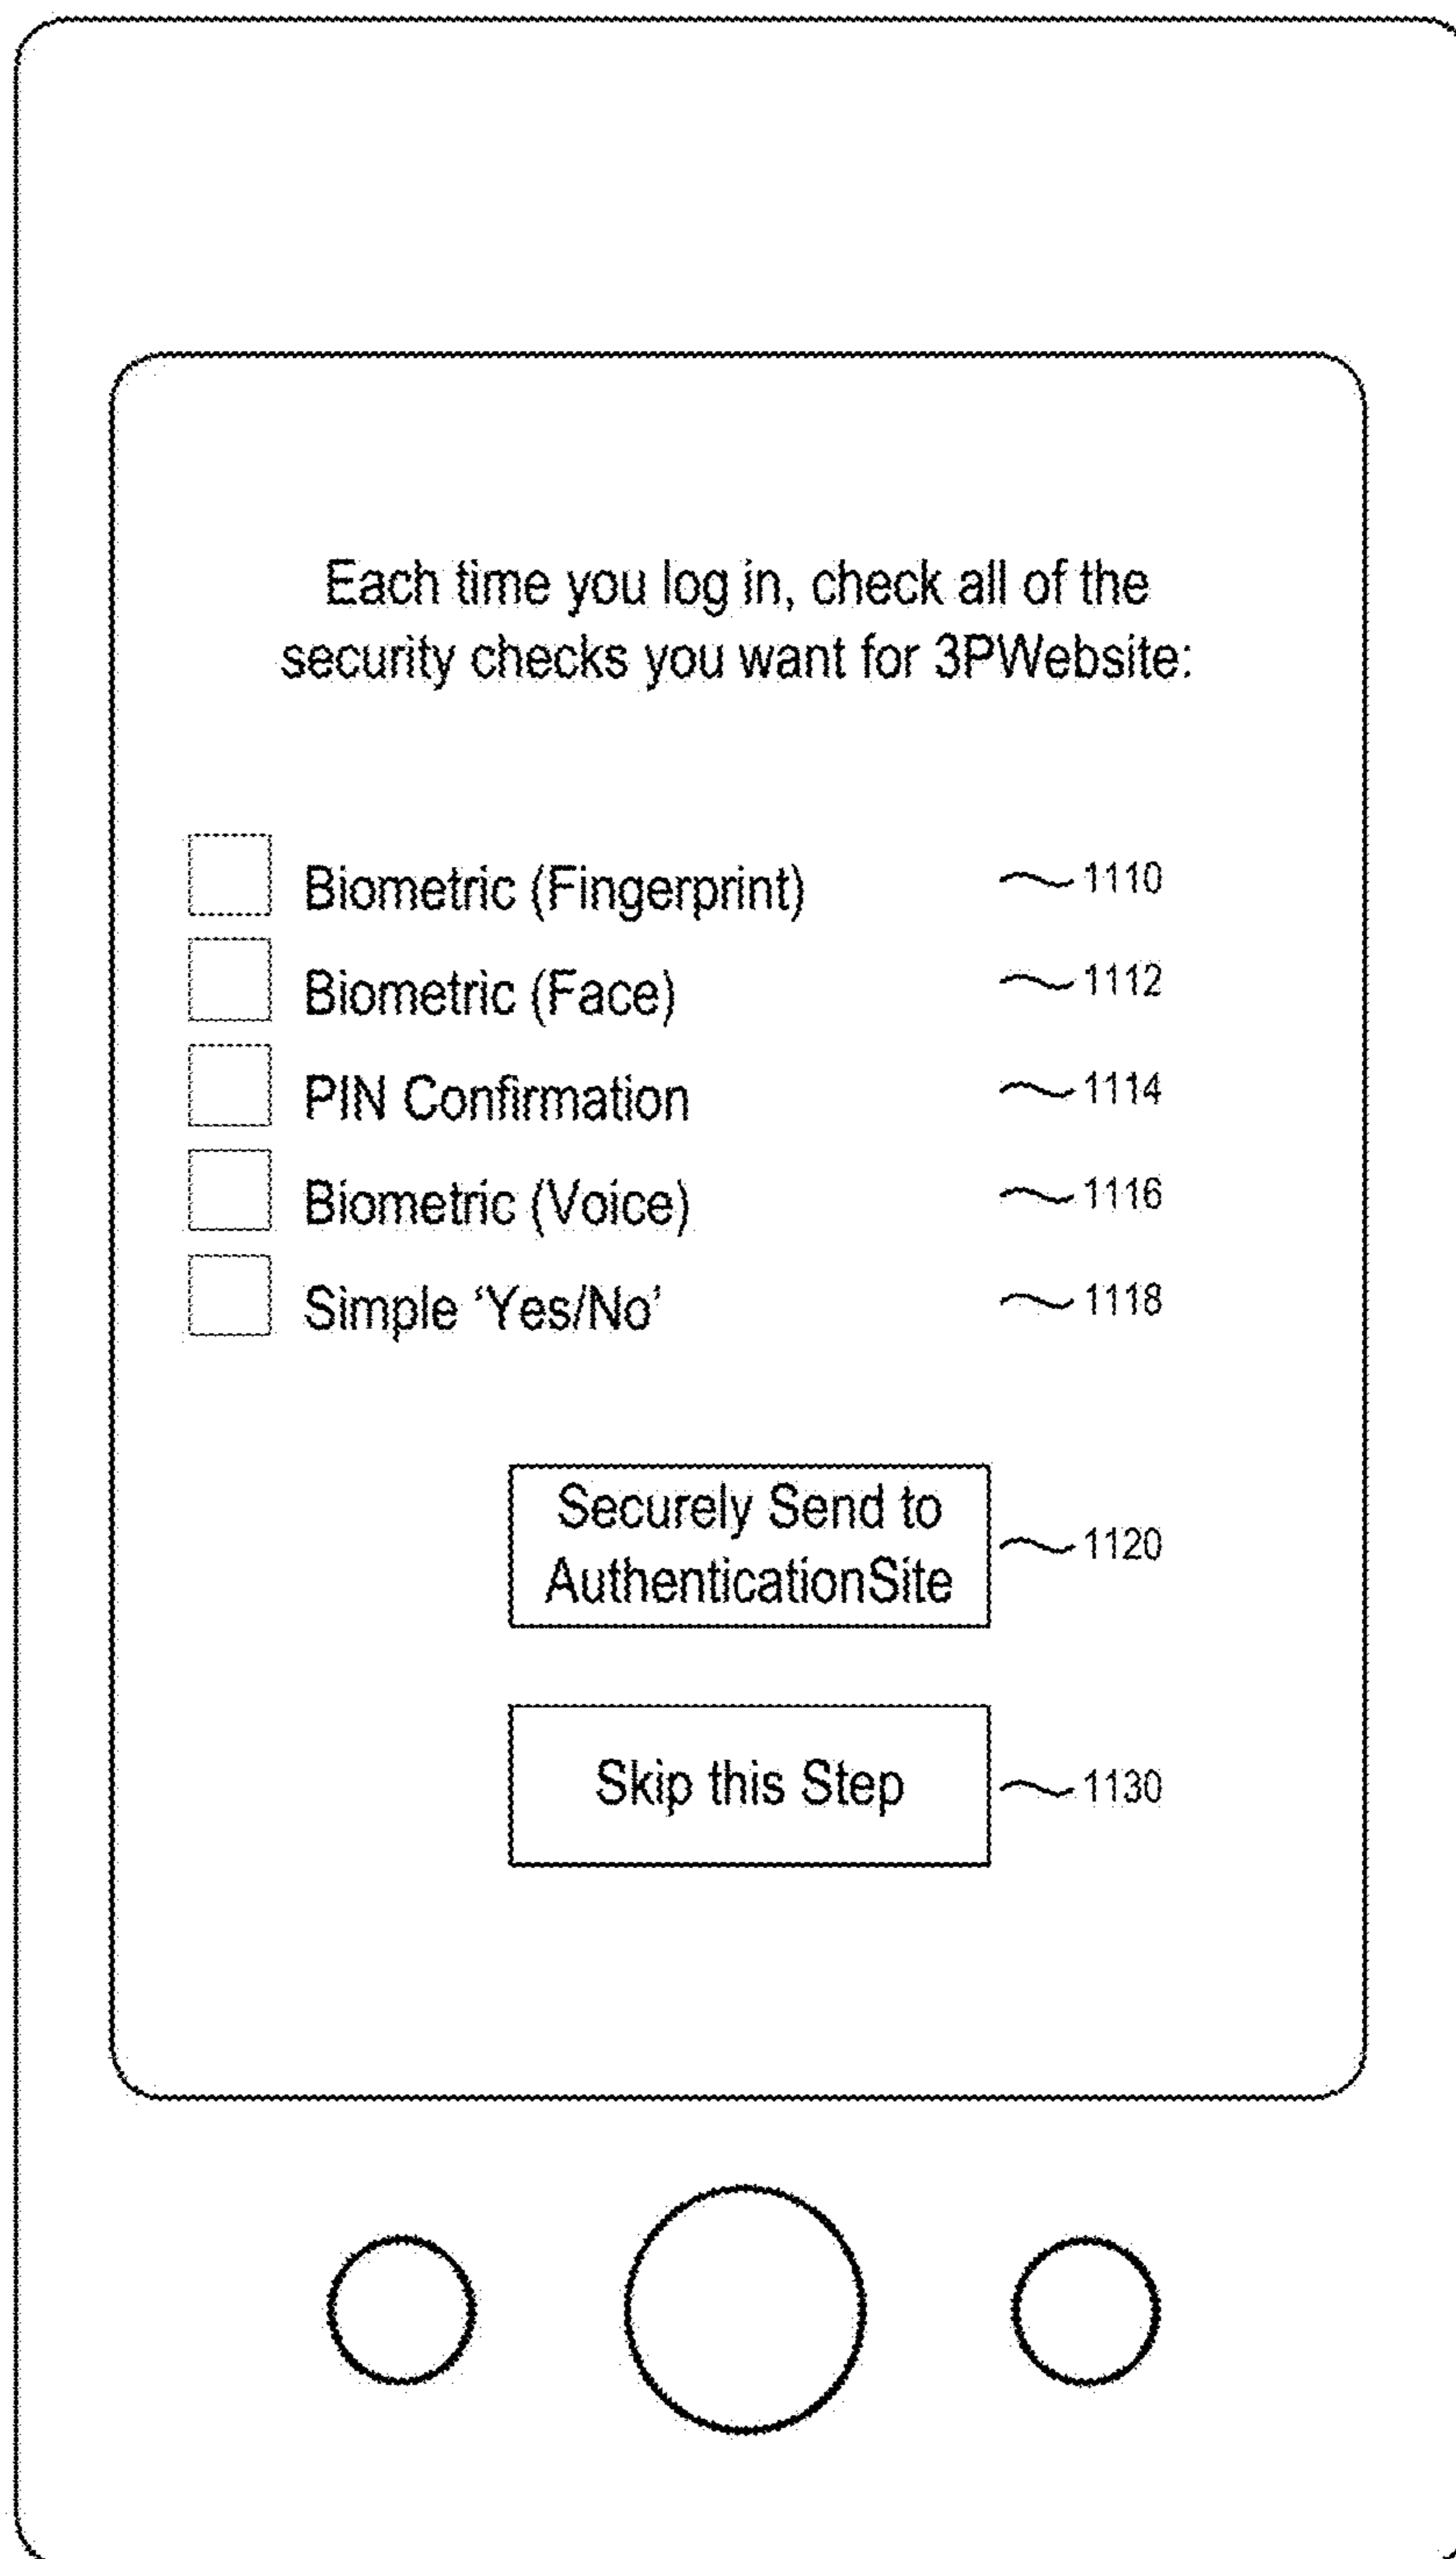 Each time you log in, check all of the
security checks you want for 3PWebsite:
Biometric (Fingerprint) 1110
Biometric (Face) 1112
PIN Confirmation 1114
Biometric (Voice) 1116
Simple ‘Yes/No’ 1118
Securely Send to
AuthenticationSite
1120
Skip this Step 1130